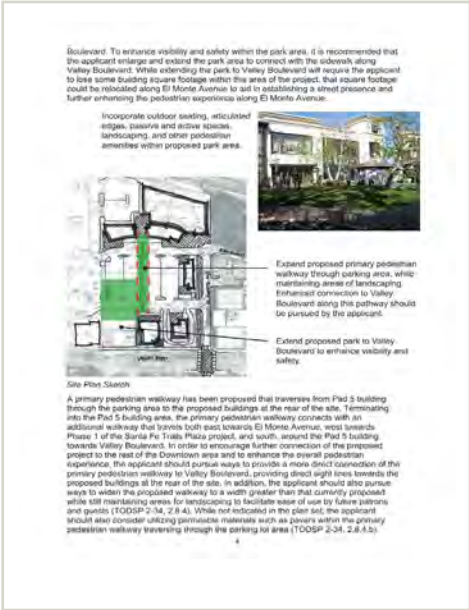 Boulevard. To enhance visibility and safety within the park area, it is recommended that
the applicant enlarge and extend the park area to connect with the sidewalk along
Valley Boulevard. While extending the park to Valley Boulevard will require the applicant
to lose some building square footage within this area of the project, that square footage
could be relocated along El Monte Avenue to aid in establishing a street presence and
further enhancing the pedestrian experience along El Monte Avenue.
Incorporate outdoor seating, articulated
edges, passive and active spaces,
landscaping, and other pedestrian
amenities within proposed park area.
Expand proposed primary pedestrian
walkway through parking area, while
maintaining areas of landscaping.
Enhanced connection to Valley
Boulevard along this pathway should
be pursued by the applicant.
Extend proposed park to Valley
Boulevard to enhance visibility and
safety.
Site Plan Sketch
A primary pedestrian walkway has been proposed that traverses from Pad 5 building
through the parking area to the proposed buildings at the rear of the site. Terminating
into the Pad 5 building area, the primary pedestrian walkway connects with an
additional walkway that travels both east towards El Monte Avenue, west towards
Phase 1 of the Santa Fe Trails Plaza project, and south, around the Pad 5 building
towards Valley Boulevard. In order to encourage further connection of the proposed
project to the rest of the Downtown area and to enhance the overall pedestrian
experience, the applicant should pursue ways to provide a more direct connection of the
primary pedestrian walkway to Valley Boulevard, providing direct sight lines towards the
proposed buildings at the rear of the site. In addition, the applicant should also pursue
ways to widen the proposed walkway to a width greater than that currently proposed
while still maintaining areas for landscaping to facilitate ease of use by future patrons
and guests (TODSP 2-34, 2.8.4). While not indicated in the plan set, the applicant
should also consider utilizing permeable materials such as pavers within the primary
pedestrian walkway traversing through the parking lot area (TODSP 2-34, 2.8.4.b).
4